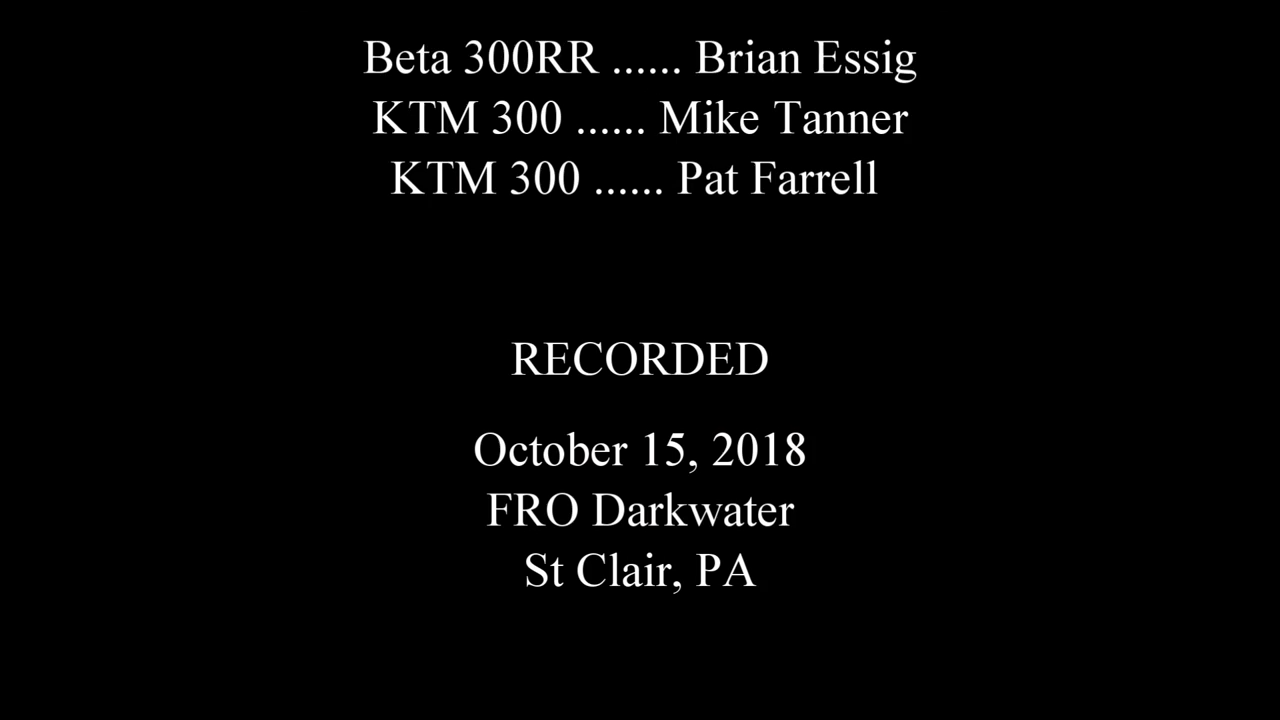 Beta 300RR ...... Brian Essig
KTM 300 ...... Mike Tanner
KTM 300 ...... Pat Farrell
RECORDED
October 15, 2018
FRO Darkwater
St Clair, PA